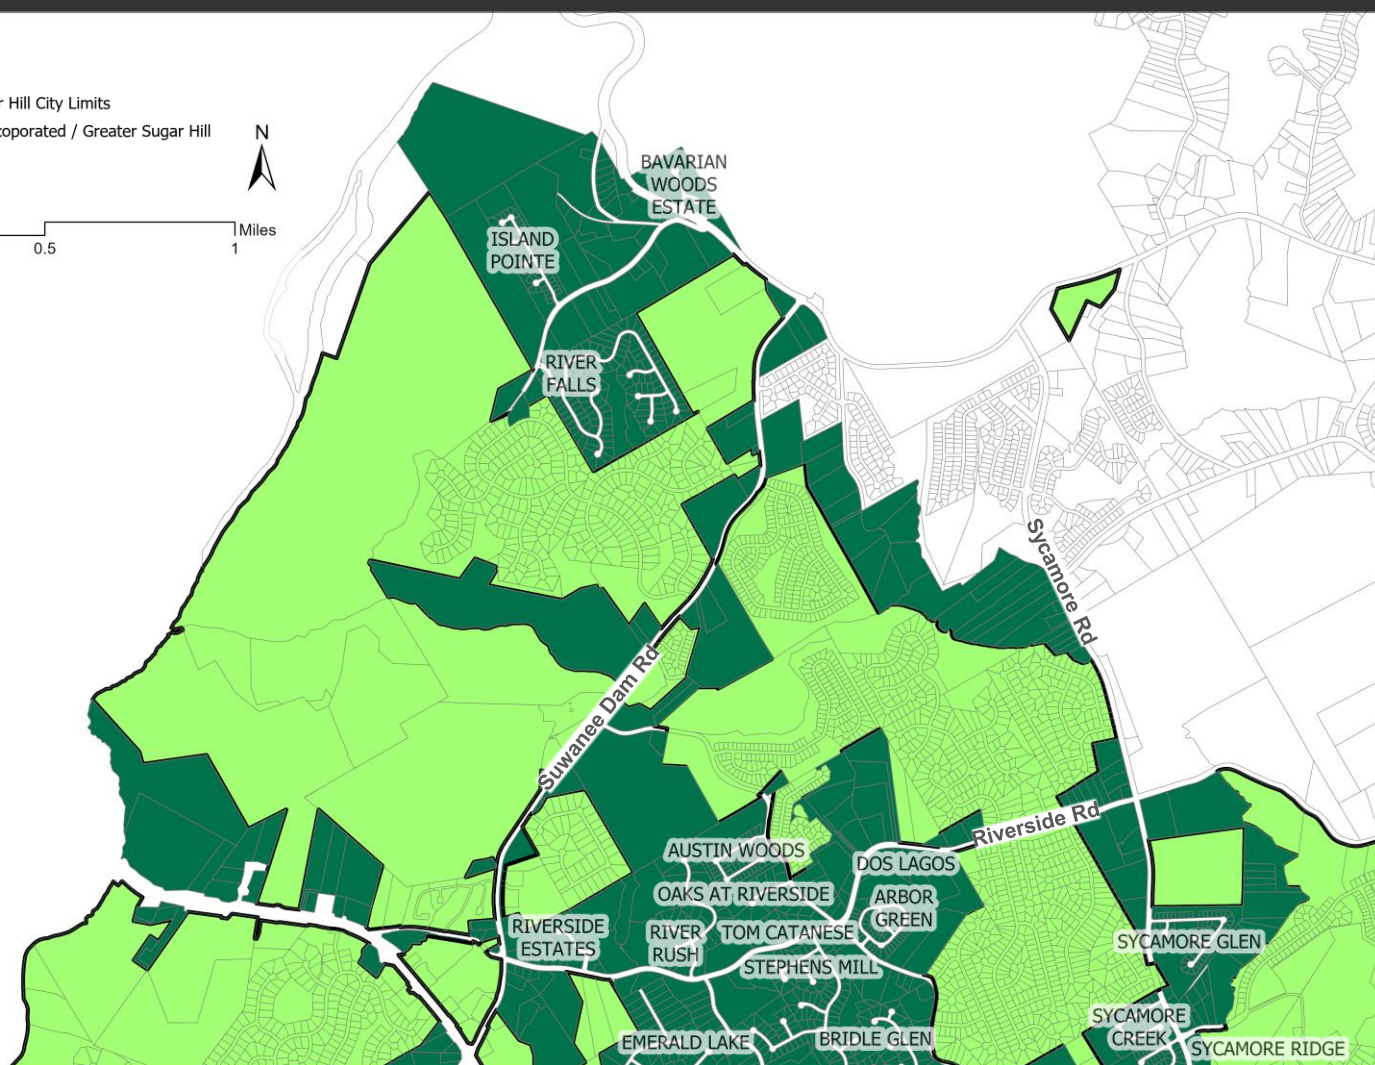 r Hill City Limits
coporated / Greater Sugar Hill
N
Miles
0.5
1
BAVARIAN
WOODS
ESTATE
ISLAND
POINTE
RIVER
FALLS
Sycamore Rd
Suwanee Dam Rd
Riverside Rd
AUSTIN WOODS
DOS LAGOS
OAKS AT RIVERSIDE
ARBOR
GREEN
RIVERSIDE
ESTATES
RIVER
RUSH
TOM CATANESE
STEPHENS MILL
SYCAMORE GLEN
EMERALD LAKE
BRIDLE GLEN
SYCAMORE
CREEK
SYCAMORE RIDGE